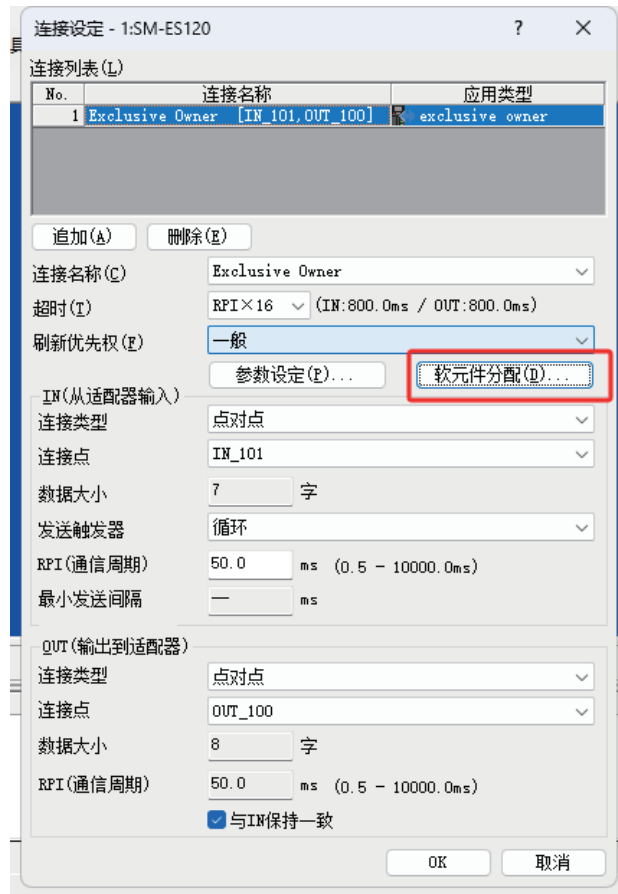 连接设定 - 1:SM-ES120 ? ×
连接列表(L)
No. 连接名称 应用类型
1 Exclusive Owner [IN_101,OUT_100] exclusive owner
追加(A) 删除(E)
连接名称(C) Exclusive Owner
超时(T) RPI×16 (IN:800.0ms / OUT:800.0ms)
刷新优先权(F) 一般
参数设定(P)... 软元件分配(D)...
IN(从适配器输入)
连接类型 点对点
连接点 IN_101
数据大小 7 字
发送触发器 循环
RPI(通信周期) 50.0 ms (0.5 - 10000.0ms)
最小发送间隔 — ms
OUT(输出到适配器)
连接类型 点对点
连接点 OUT_100
数据大小 8 字
RPI(通信周期) 50.0 ms (0.5 - 10000.0ms)
与IN保持一致
OK 取消